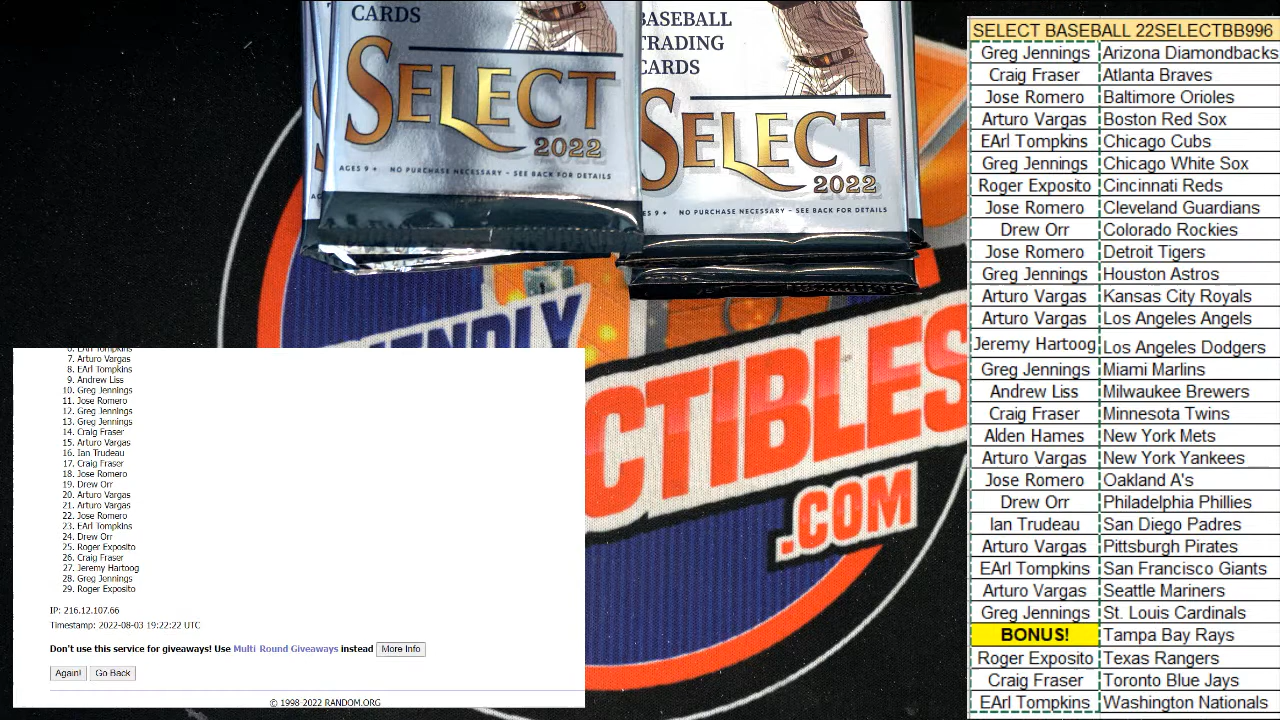 CARDS
SELECT
2022
AGES 9 + NO PURCHASE NECESSARY - SEE BACK FOR DETAILS
BASEBALL
TRADING
CARDS
SELECT
2022
NO PURCHASE NECESSARY - SEE BACK FOR DETAILS
ENDLY
CTIBLES
.COM
6. EArl Tompkins
7. Arturo Vargas
8. EArl Tompkins
9. Andrew Liss
10. Greg Jennings
11. Jose Romero
12. Greg Jennings
13. Greg Jennings
14. Craig Fraser
15. Arturo Vargas
16. Ian Trudeau
17. Craig Fraser
18. Jose Romero
19. Drew Orr
20. Arturo Vargas
21. Arturo Vargas
22. Jose Romero
23. EArl Tompkins
24. Drew Orr
25. Roger Exposito
26. Craig Fraser
27. Jeremy Hartoog
28. Greg Jennings
29. Roger Exposito
IP: 216.12.107.66
Timestamp: 2022-08-03 19:22:22 UTC
Don't use this service for giveaways! Use Multi Round Giveaways instead More Info
Again! Go Back
© 1998-2022 RANDOM.ORG
SELECT BASEBALL 22SELECTBB996
Greg Jennings Arizona Diamondbacks
Craig Fraser Atlanta Braves
Jose Romero Baltimore Orioles
Arturo Vargas Boston Red Sox
EArl Tompkins Chicago Cubs
Greg Jennings Chicago White Sox
Roger Exposito Cincinnati Reds
Jose Romero Cleveland Guardians
Drew Orr Colorado Rockies
Jose Romero Detroit Tigers
Greg Jennings Houston Astros
Arturo Vargas Kansas City Royals
Arturo Vargas Los Angeles Angels
Jeremy Hartoog Los Angeles Dodgers
Greg Jennings Miami Marlins
Andrew Liss Milwaukee Brewers
Craig Fraser Minnesota Twins
Alden Hames New York Mets
Arturo Vargas New York Yankees
Jose Romero Oakland A's
Drew Orr Philadelphia Phillies
Ian Trudeau San Diego Padres
Arturo Vargas Pittsburgh Pirates
EArl Tompkins San Francisco Giants
Arturo Vargas Seattle Mariners
Greg Jennings St. Louis Cardinals
BONUS! Tampa Bay Rays
Roger Exposito Texas Rangers
Craig Fraser Toronto Blue Jays
EArl Tompkins Washington Nationals